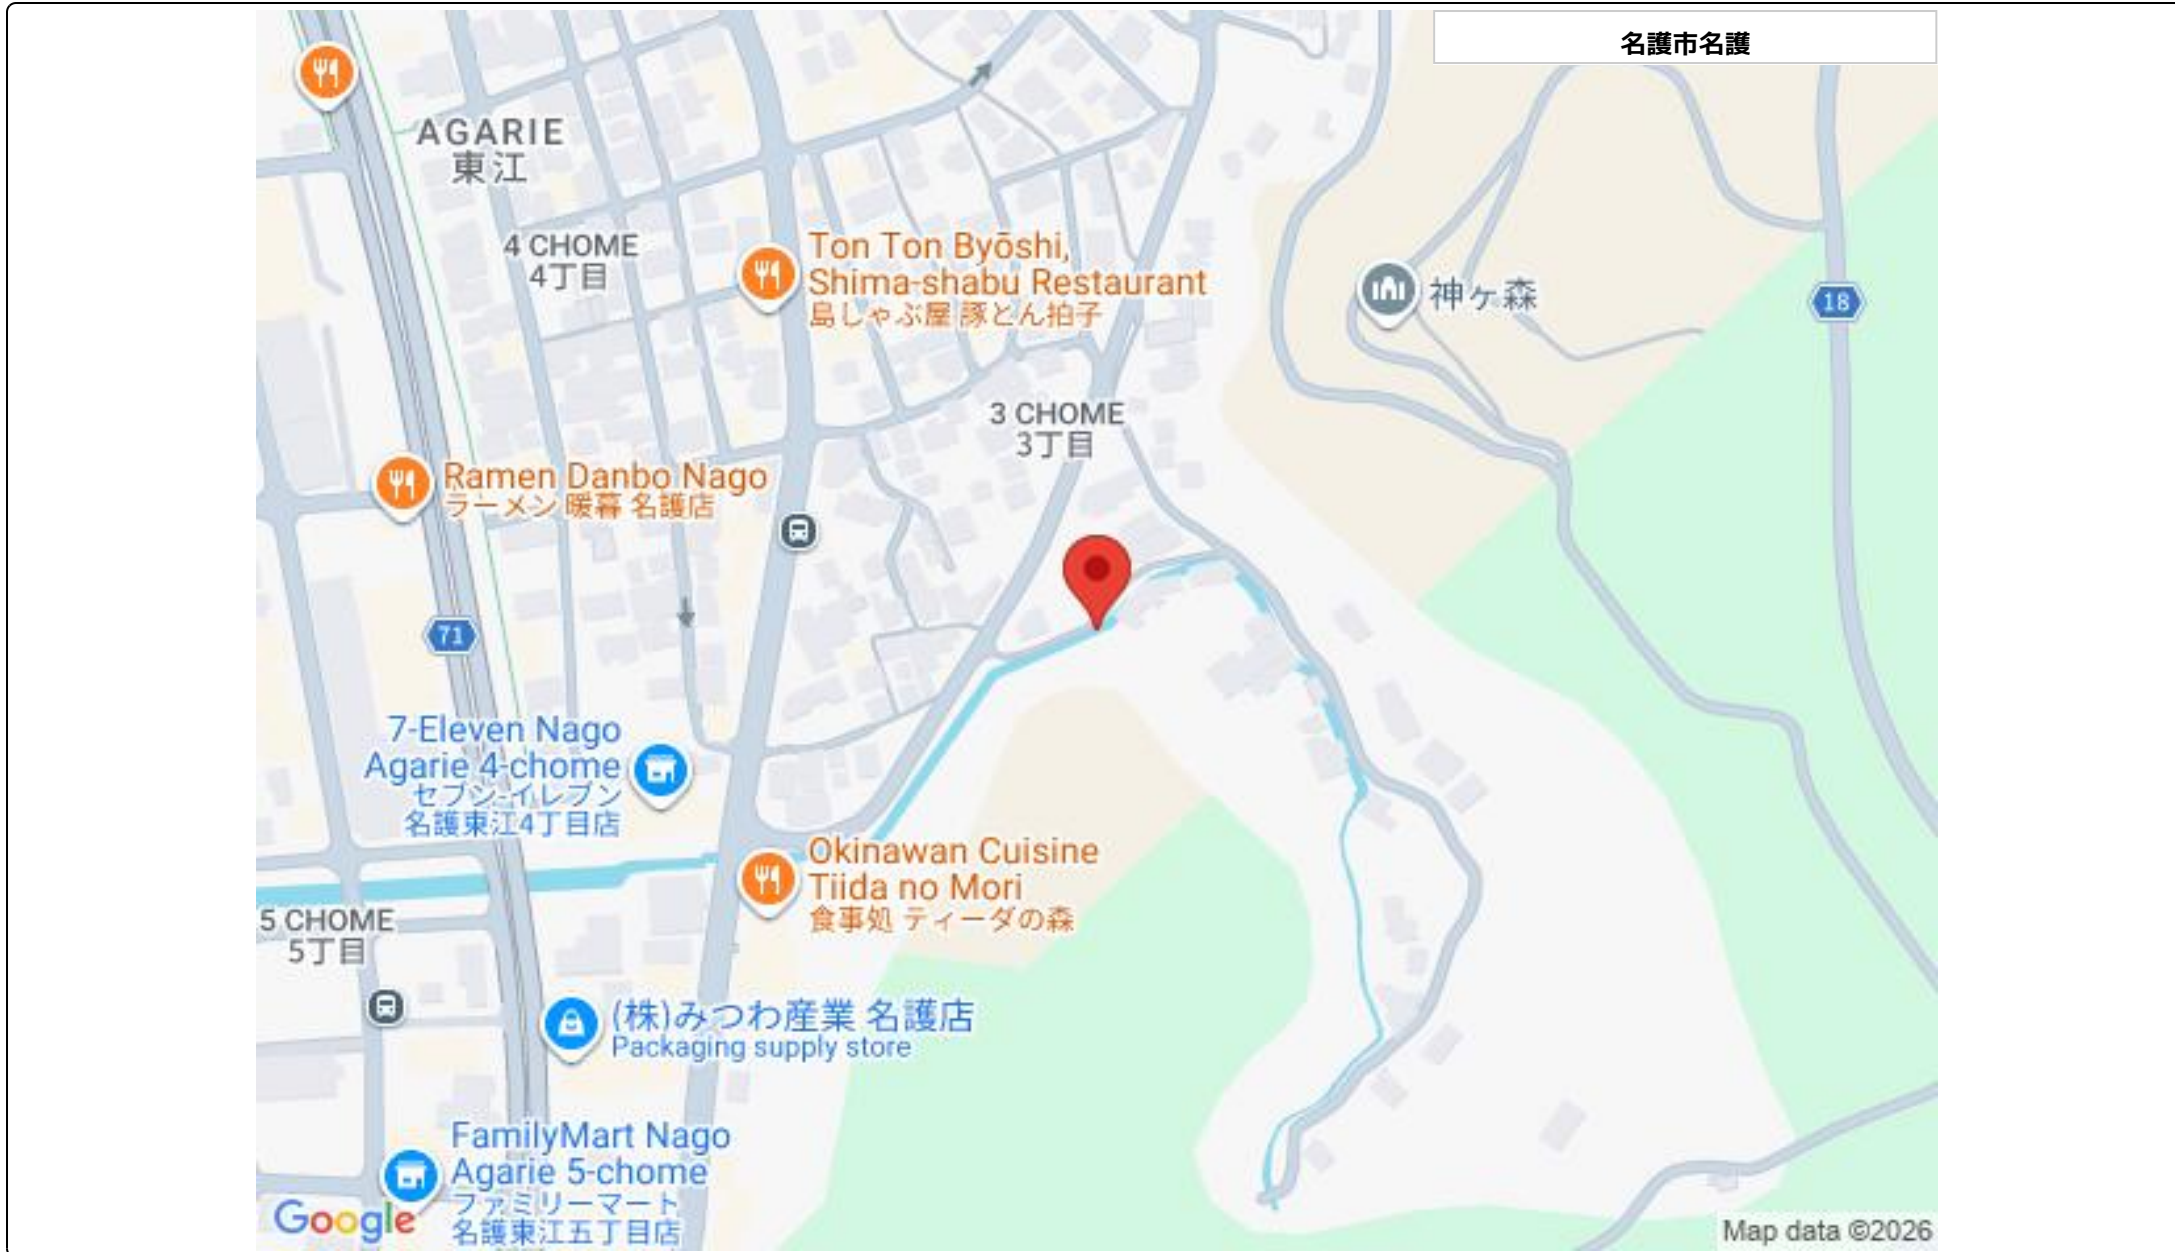 名護市名護
AGARIE
東江
4 CHOME
4丁目
Ton Ton Byōshi,
Shima-shabu Restaurant
島しゃぶ屋 豚とん拍子
神ヶ森
18
3 CHOME
3丁目
Ramen Danbo Nago
ラーメン 暖暮 名護店
71
7-Eleven Nago
Agarie 4-chome
セブン-イレブン
名護東江4丁目店
Okinawan Cuisine
Tiida no Mori
食事処 ティーダの森
5 CHOME
5丁目
(株)みつわ産業 名護店
Packaging supply store
FamilyMart Nago
Agarie 5-chome
ファミリーマート
名護東江五丁目店
Google
Map data ©2026